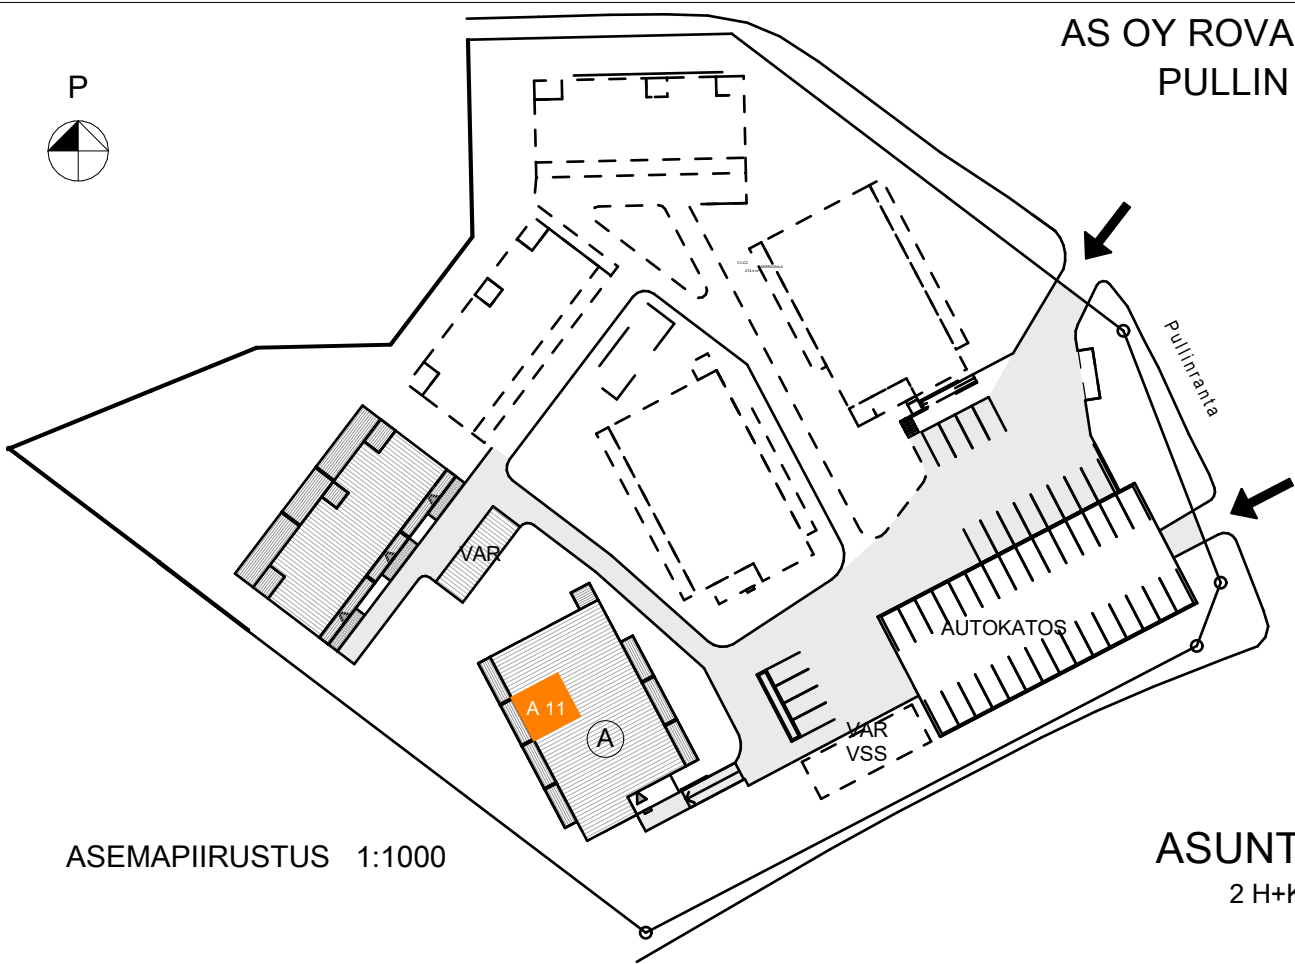 AS OY ROVA
PULLIN
P
Pullinranta
VAR
AUTOKATOS
A 11
A
VAR
VSS
ASEMAPIIRUSTUS 1:1000
ASUNT
2 H+K